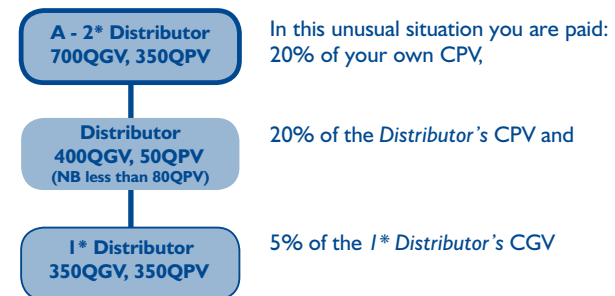 A - 2* Distributor
700QGV, 350QPV
In this unusual situation you are paid:
20% of your own CPV,
Distributor
400QGV, 50QPV
(NB less than 80QPV)
20% of the Distributor's CPV and
1* Distributor
350QGV, 350QPV
5% of the 1* Distributor's CGV